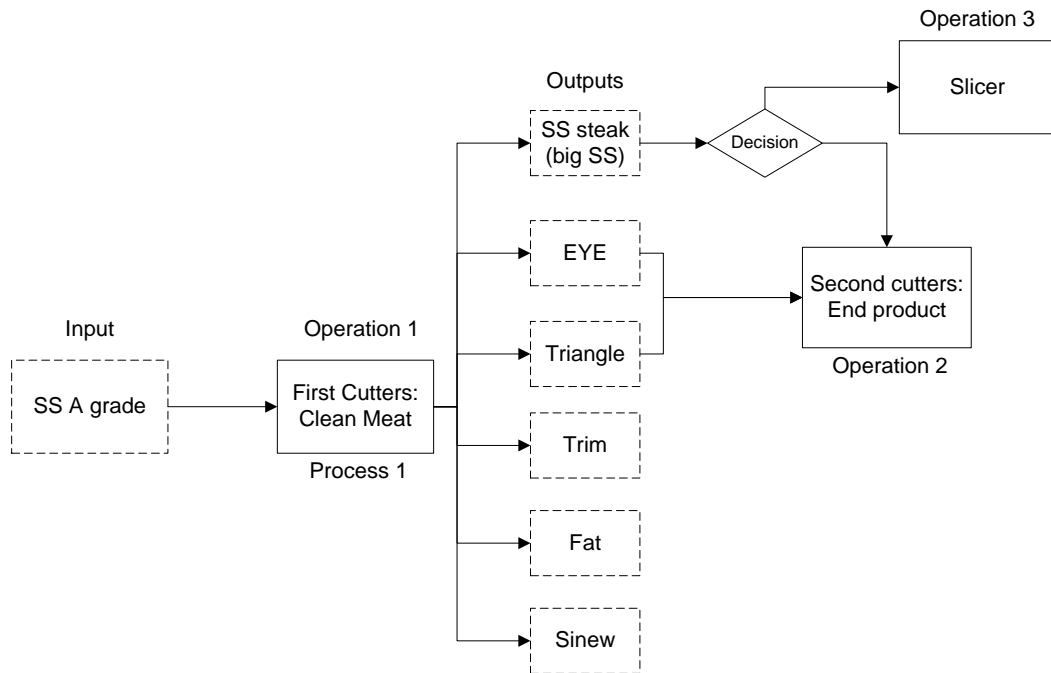 Operation 3
Slicer
Outputs
SS steak
(big SS)
Decision
EYE
Second cutters:
End product
Operation 2
Input
Operation 1
Triangle
SS A grade
First Cutters:
Clean Meat
Process 1
Trim
Fat
Sinew